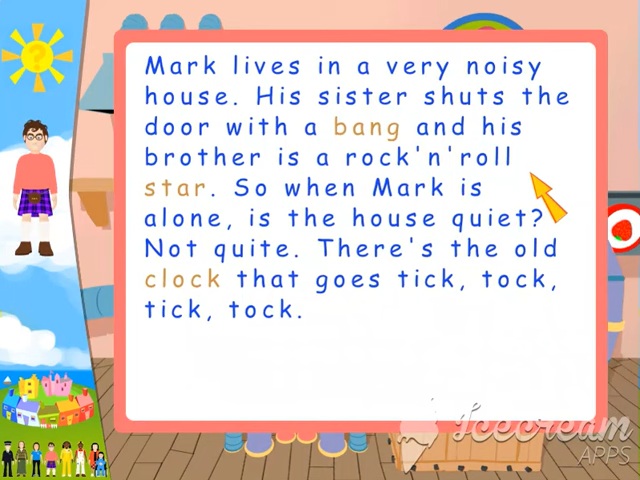 Mark lives in a very noisy
house. His sister shuts the
door with a bang and his
brother is a rock'n'roll
star. So when Mark is
alone, is the house quiet?
Not quite. There's the old
clock that goes tick, tock,
tick, tock.
Icecream
APPS